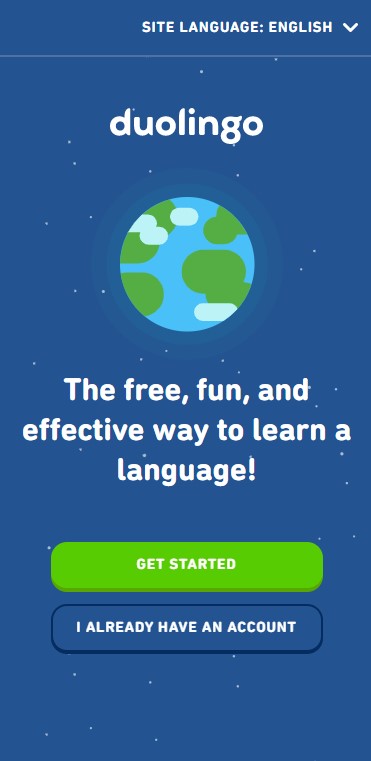 SITE LANGUAGE: ENGLISH
duolingo
The free, fun, and
effective way to learn a
language!
GET STARTED
I ALREADY HAVE AN ACCOUNT